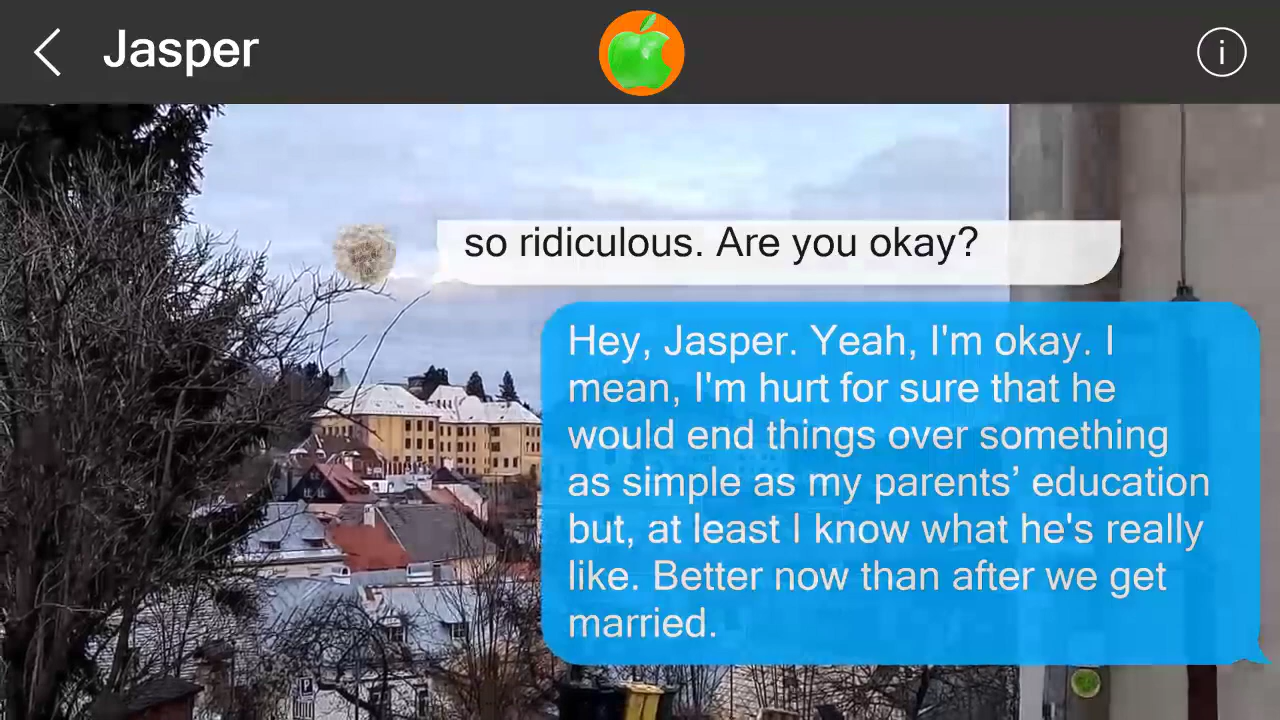 Jasper
so ridiculous. Are you okay?
Hey, Jasper. Yeah, I'm okay. I
mean, I'm hurt for sure that he
would end things over something
as simple as my parents’ education
but, at least I know what he's really
like. Better now than after we get
married.